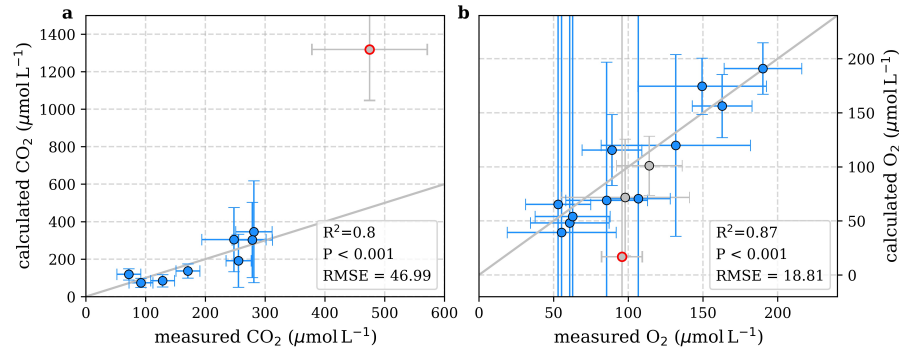 a
1400
1200
1000
800
600
400
200
0
calculated CO₂ (μmol L⁻¹)
R²=0.8
P < 0.001
RMSE = 46.99
0 100 200 300 400 500 600
measured CO₂ (μmol L⁻¹)
b
200
150
100
50
0
calculated O₂ (μmol L⁻¹)
R²=0.87
P < 0.001
RMSE = 18.81
0 50 100 150 200
measured O₂ (μmol L⁻¹)